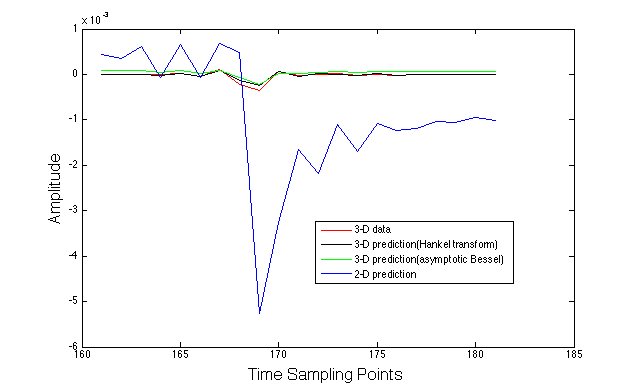 x 10^-3
1
0
-1
-2
-3
-4
-5
-6
160
165
170
175
180
185
Amplitude
Time Sampling Points
3-D data
3-D prediction(Hankel transform)
3-D prediction(asymptotic Bessel)
2-D prediction